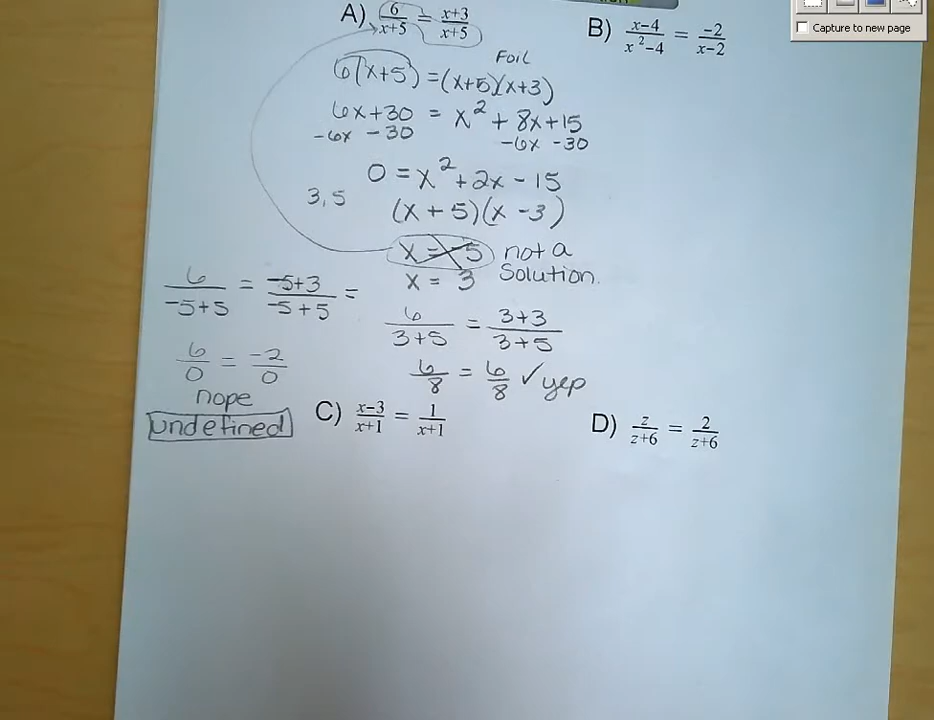 Capture to new page
A) 6/x+5 = x+3/x+5
B) x-4/x²-4 = -2/x-2
Foil
6(x+5) = (x+5)(x+3)
6x+30 = x² + 8x+15
-6x -30 -6x -30
0 = x² + 2x - 15
3,5 (x + 5)(x - 3)
x = -5 not a
x = 3 Solution.
6/-5+5 = -5+3/-5+5 =
6/3+5 = 3+3/3+5
6/0 = -2/0
6/8 = 6/8 ✓ yep
nope
undefined
C) x-3/x+1 = 1/x+1
D) z/z+6 = 2/z+6